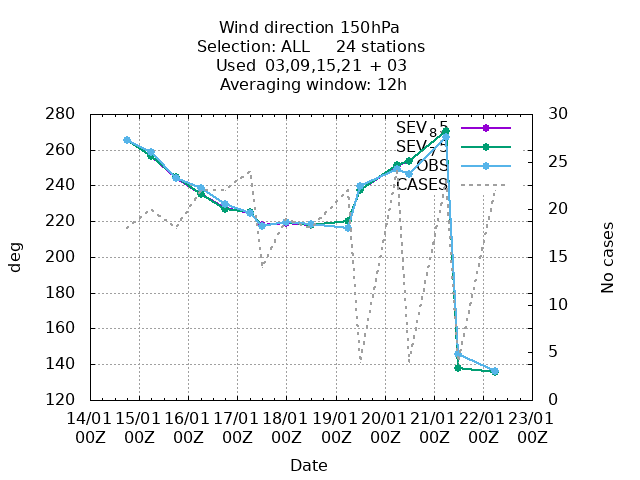 Wind direction 150hPa
Selection: ALL 24 stations
Used 03,09,15,21 + 03
Averaging window: 12h
280
260
240
220
200
180
160
140
120
30
25
20
15
10
5
0
SEV_8_5
SEV_7_5
OBS
CASES
deg
No cases
14/01 15/01 16/01 17/01 18/01 19/01 20/01 21/01 22/01 23/01
00Z 00Z 00Z 00Z 00Z 00Z 00Z 00Z 00Z 00Z
Date